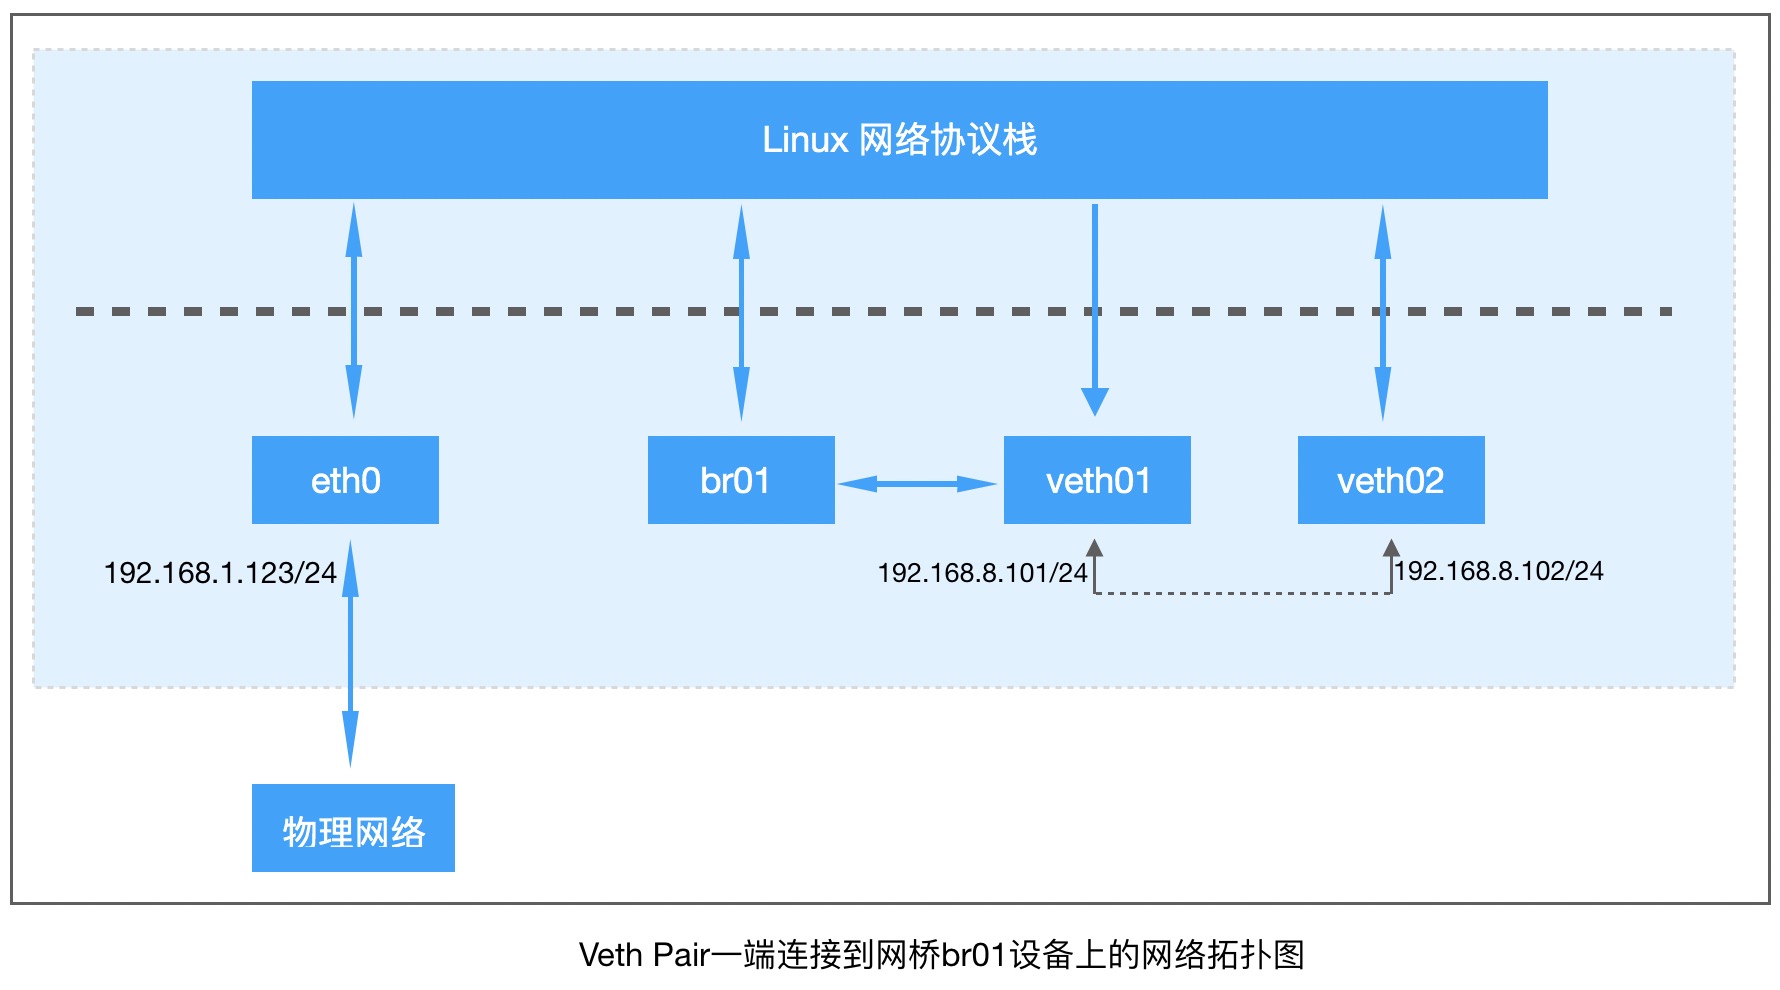 Linux 网络协议栈
eth0
br01
veth01
veth02
192.168.1.123/24
192.168.8.101/24
192.168.8.102/24
物理网络
Veth Pair一端连接到网桥br01设备上的网络拓扑图